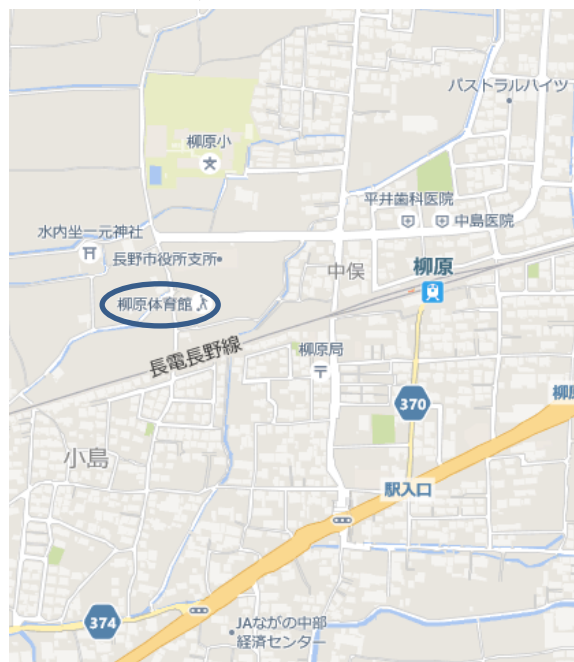 パストラルハイツ
柳原小
平井歯科医院
中島医院
水内坐一元神社
長野市役所支所
中俣
柳原
柳原体育館
長電長野線
柳原局
370
小島
駅入口
374
JAながの中部
経済センター